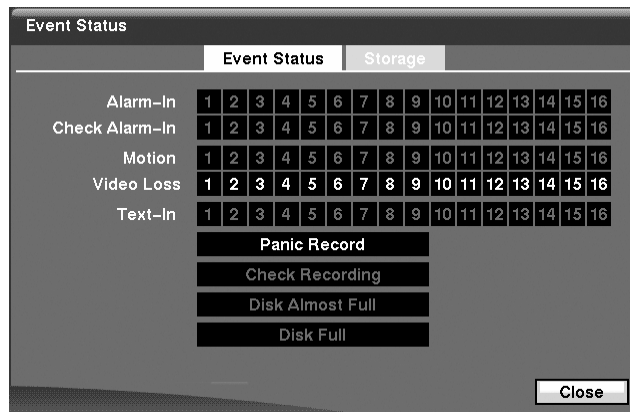 Event Status
Event Status Storage
Alarm-In 1 2 3 4 5 6 7 8 9 10 11 12 13 14 15 16
Check Alarm-In 1 2 3 4 5 6 7 8 9 10 11 12 13 14 15 16
Motion 1 2 3 4 5 6 7 8 9 10 11 12 13 14 15 16
Video Loss 1 2 3 4 5 6 7 8 9 10 11 12 13 14 15 16
Text-In 1 2 3 4 5 6 7 8 9 10 11 12 13 14 15 16
Panic Record
Check Recording
Disk Almost Full
Disk Full
Close